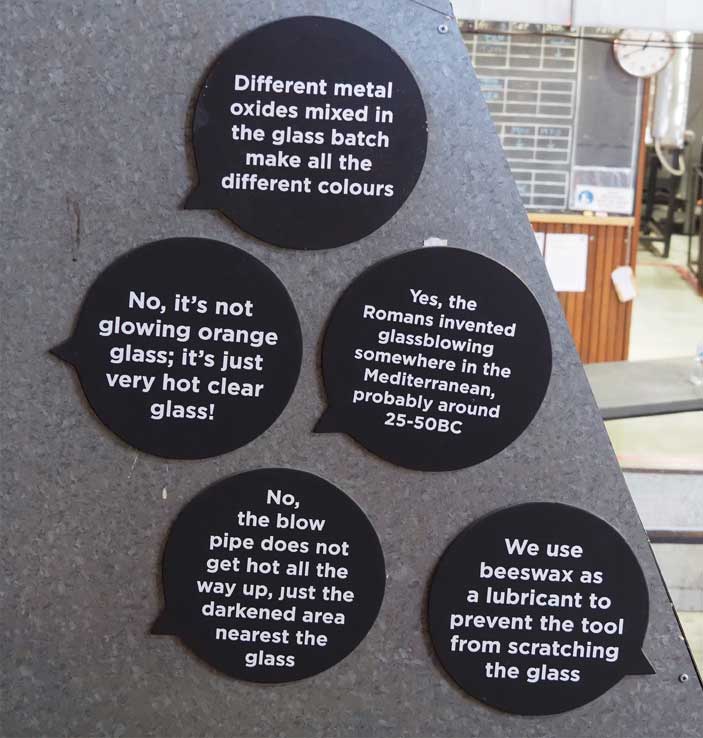 Different metal
oxides mixed in
the glass batch
make all the
different colours
No, it's not
glowing orange
glass; it's just
very hot clear
glass!
Yes, the
Romans invented
glassblowing
somewhere in the
Mediterranean,
probably around
25-50BC
No,
the blow
pipe does not
get hot all the
way up, just the
darkened area
nearest the
glass
We use
beeswax as
a lubricant to
prevent the tool
from scratching
the glass